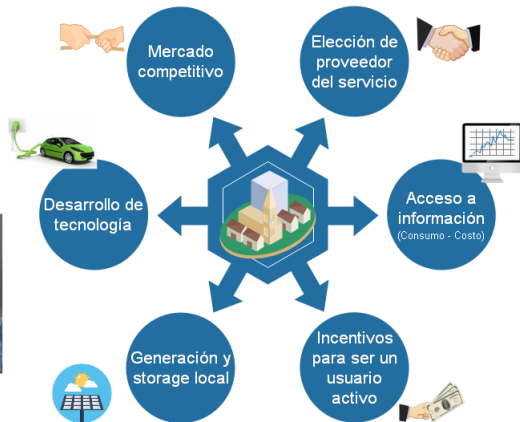 Mercado
competitivo
Elección de
proveedor
del servicio
Desarrollo de
tecnología
Acceso a
información
(Consumo - Costo)
Generación y
storage local
Incentivos
para ser un
usuario
activo